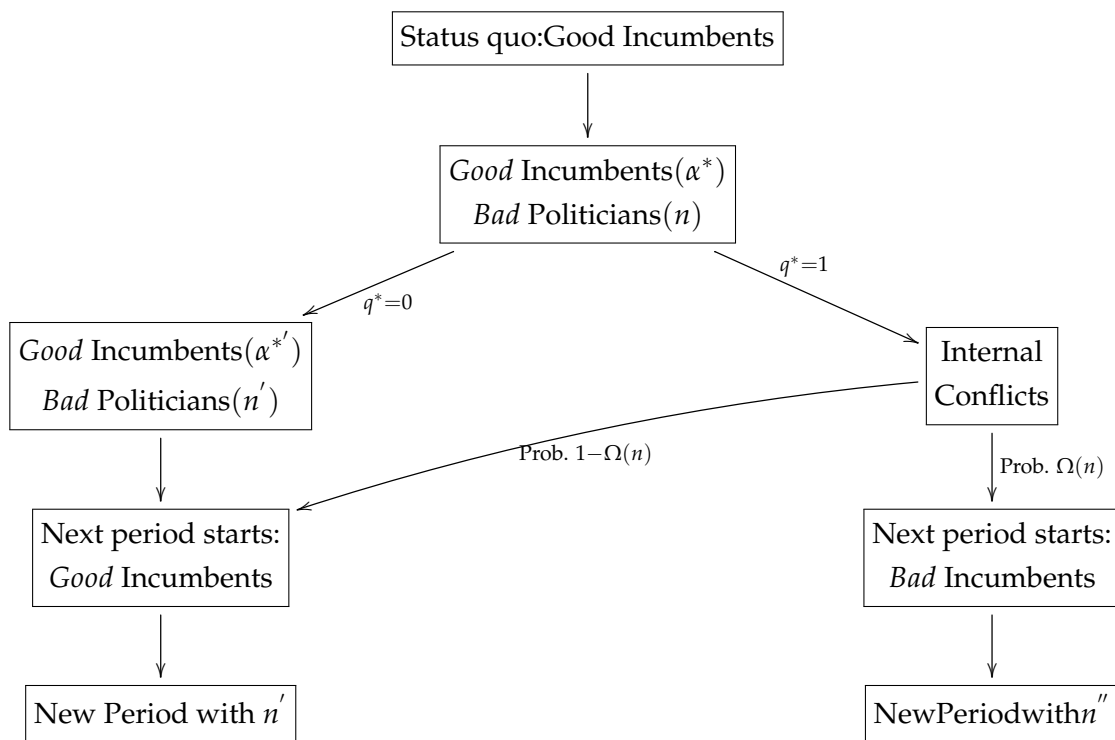 Status quo:Good Incumbents
Good Incumbents(α*)
Bad Politicians(n)
q*=0
q*=1
Good Incumbents(α*′)
Bad Politicians(n′)
Internal
Conflicts
Prob. 1−Ω(n)
Prob. Ω(n)
Next period starts:
Good Incumbents
Next period starts:
Bad Incumbents
New Period with n′
NewPeriodwithn″